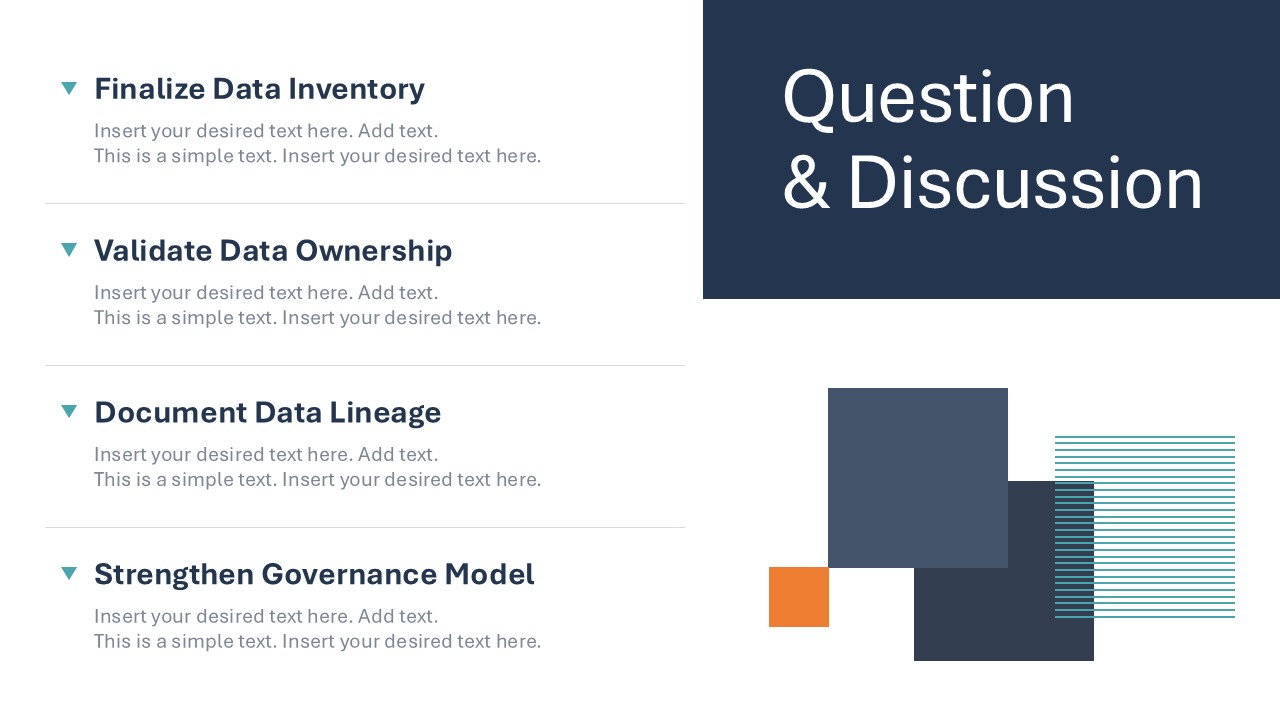 Question
& Discussion
Finalize Data Inventory
Insert your desired text here. Add text.
This is a simple text. Insert your desired text here.
Validate Data Ownership
Insert your desired text here. Add text.
This is a simple text. Insert your desired text here.
Document Data Lineage
Insert your desired text here. Add text.
This is a simple text. Insert your desired text here.
Strengthen Governance Model
Insert your desired text here. Add text.
This is a simple text. Insert your desired text here.